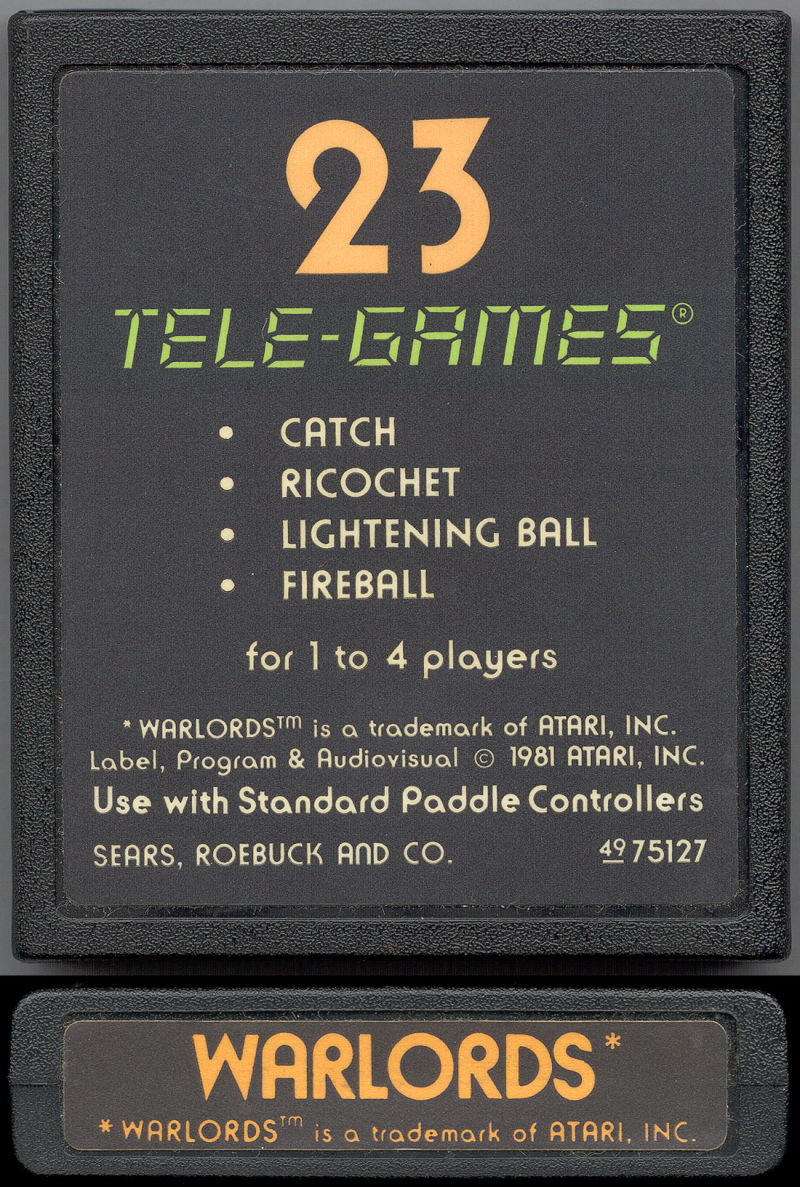 23
TELE-GAMES®
• CATCH
• RICOCHET
• LIGHTENING BALL
• FIREBALL
for 1 to 4 players
* WARLORDS™ is a trademark of ATARI, INC.
Label, Program & Audiovisual © 1981 ATARI, INC.
Use with Standard Paddle Controllers
SEARS, ROEBUCK AND CO. 49 75127
WARLORDS*
* WARLORDS™ is a trademark of ATARI, INC.